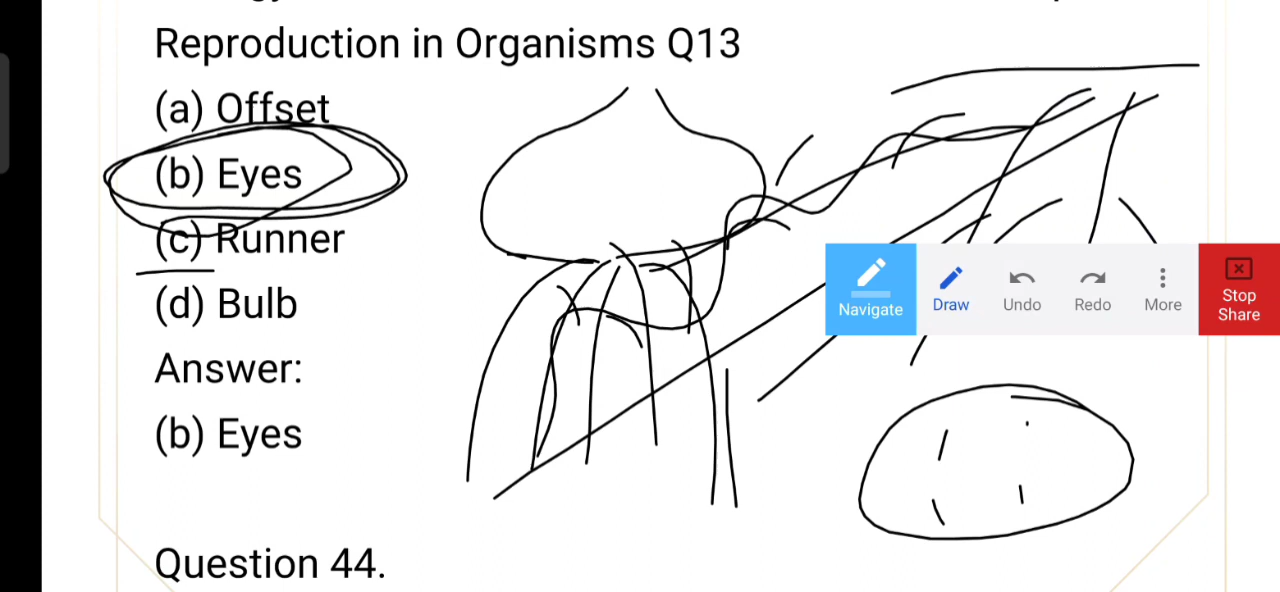 Reproduction in Organisms Q13
(a) Offset
(b) Eyes
(c) Runner
(d) Bulb
Answer:
(b) Eyes
Question 44.
Navigate
Draw
Undo
Redo
More
Stop
Share